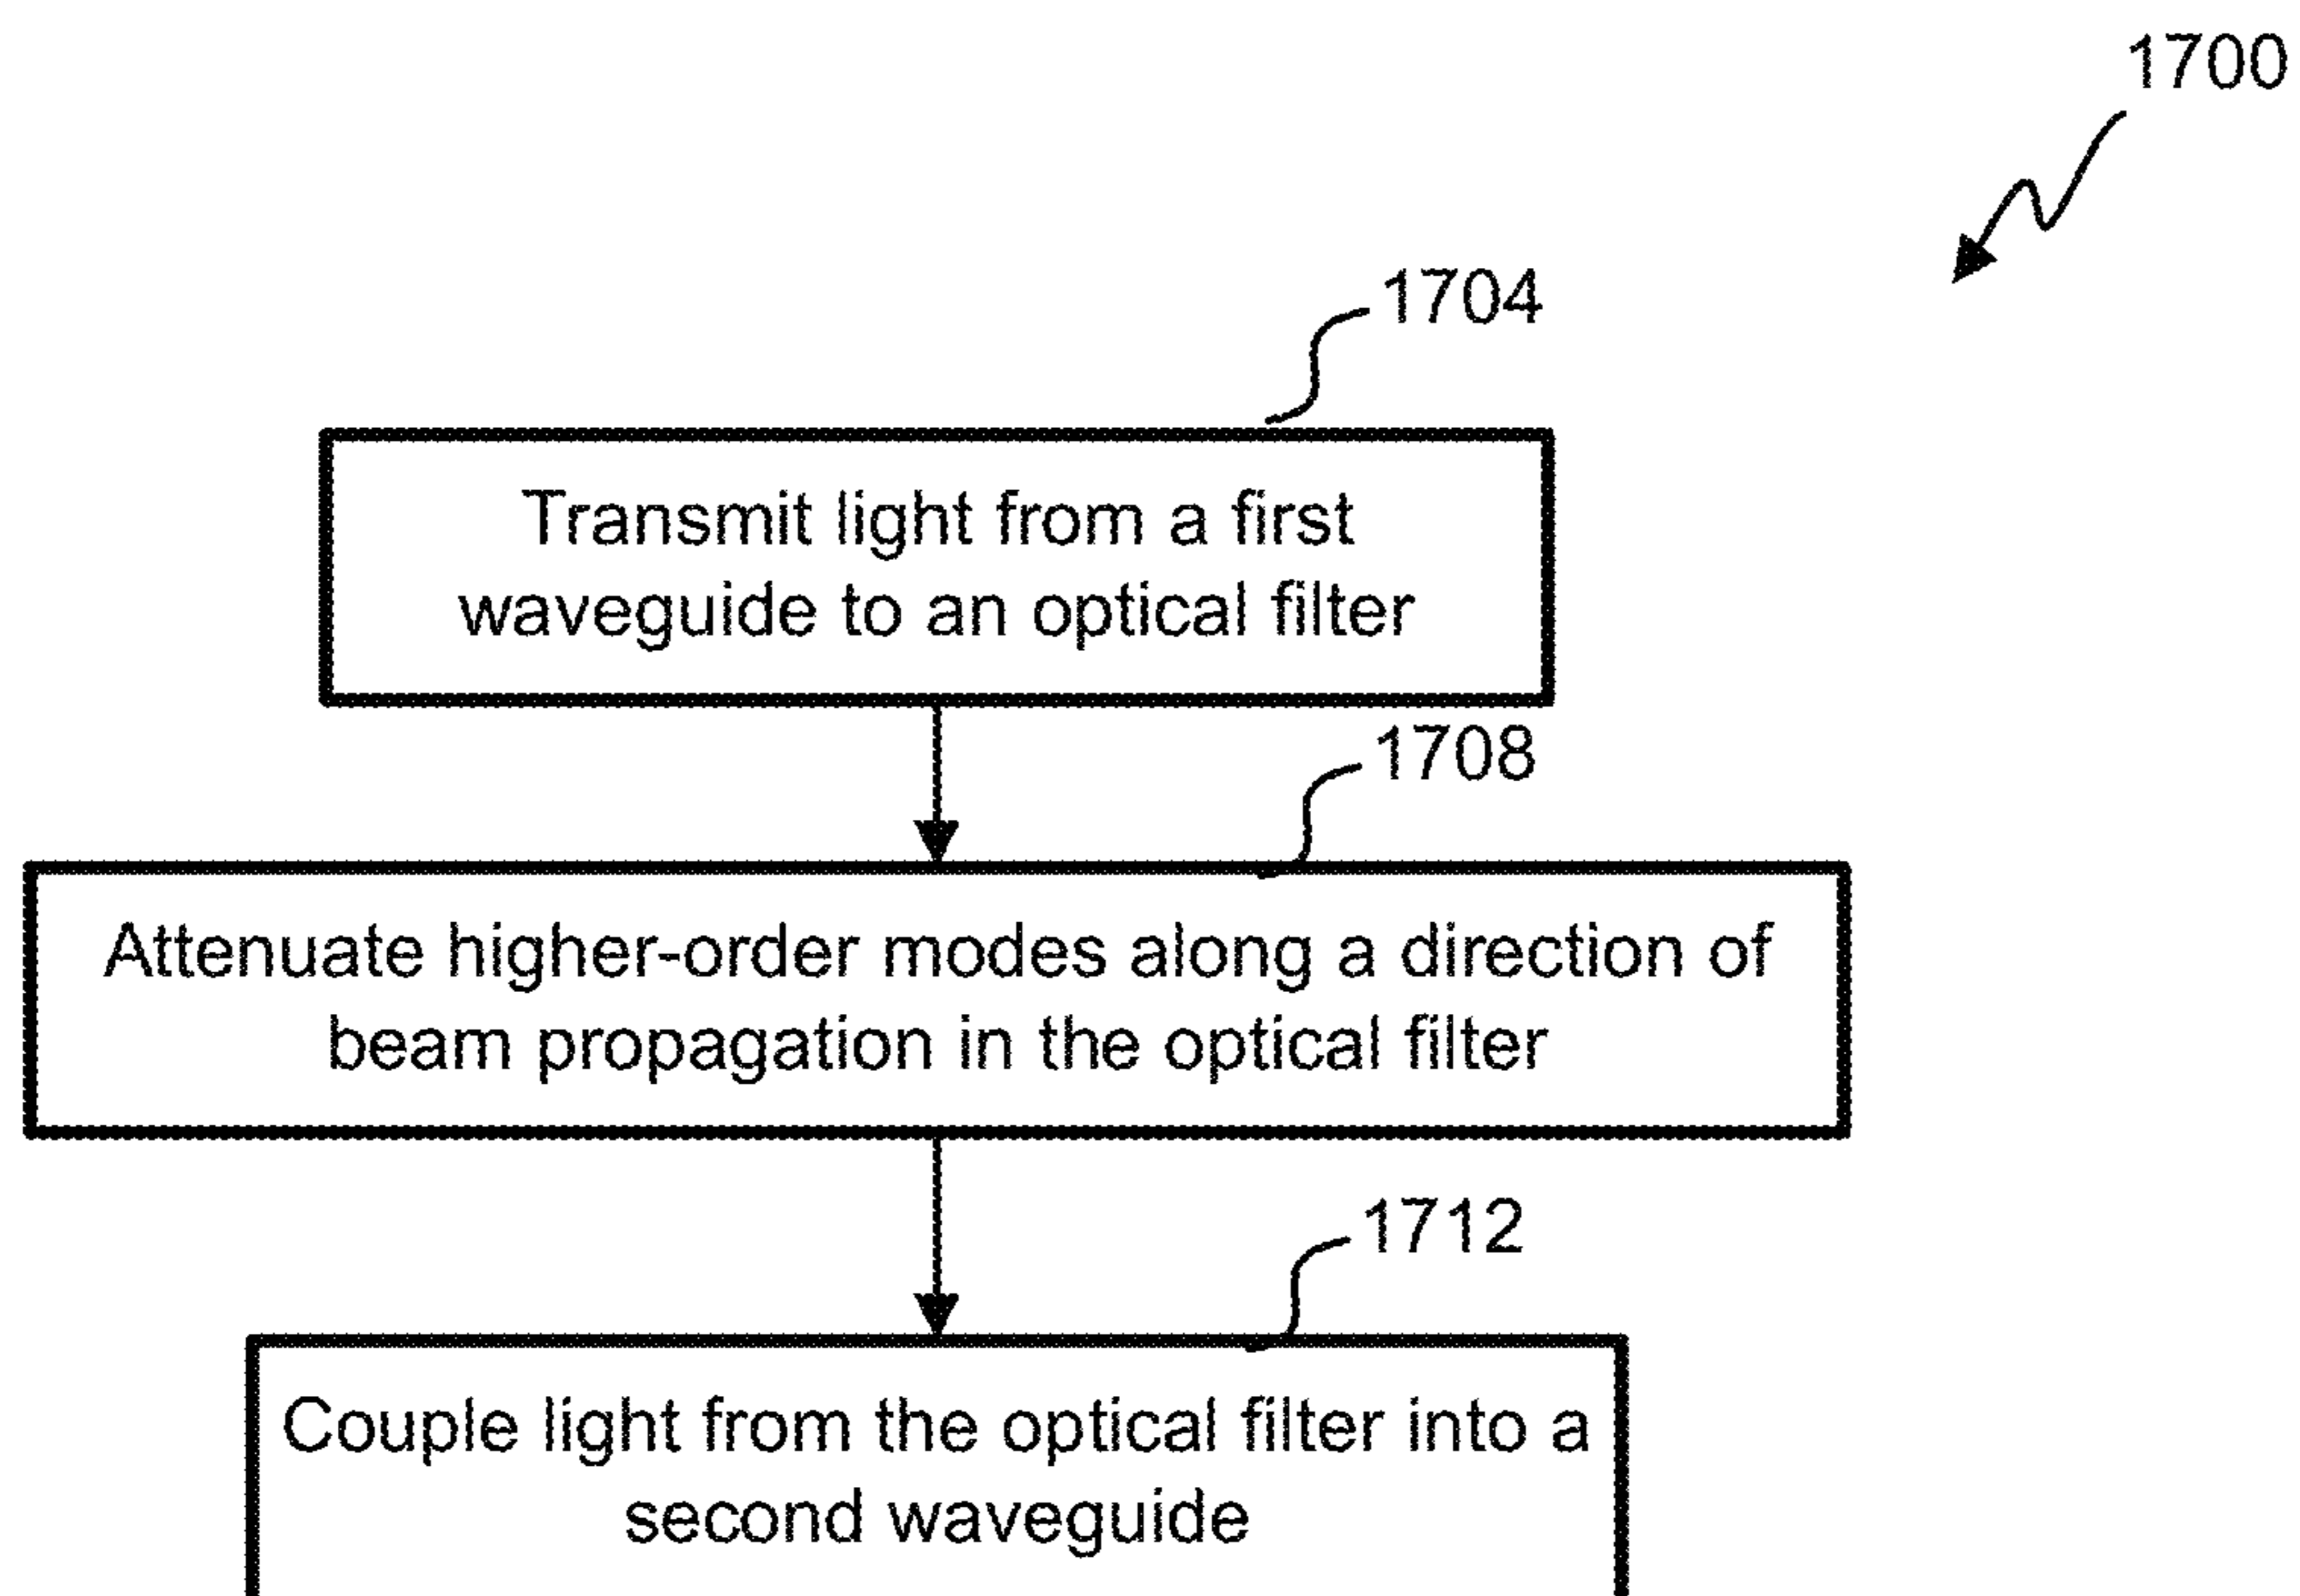 1700
1704
Transmit light from a first
waveguide to an optical filter
1708
Attenuate higher-order modes along a direction of
beam propagation in the optical filter
1712
Couple light from the optical filter into a
second waveguide